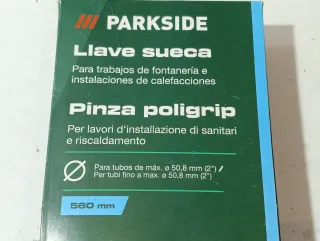 PARKSIDE
Llave sueca
Para trabajos de fontanería e
instalaciones de calefacciones
Pinza poligrip
Per lavori d'installazione di sanitari
e riscaldamento
Para tubos de máx. ø 50,8 mm (2") /
Per tubi fino a max. ø 50,8 mm (2")
560 mm